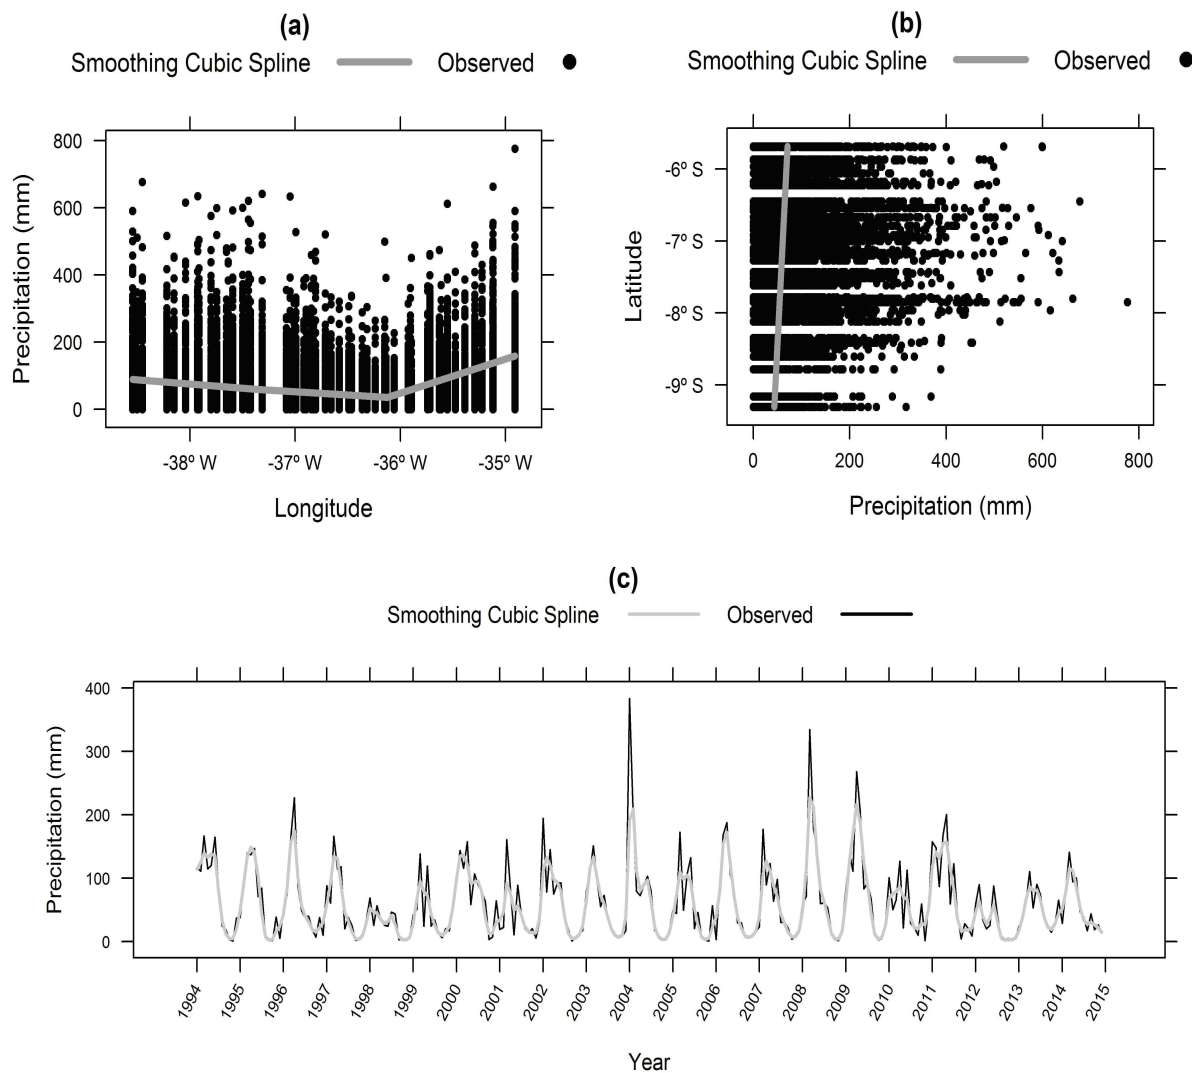 (a)
Smoothing Cubic Spline Observed
800
600
400
200
0
Precipitation (mm)
-38º W -37º W -36º W -35º W
Longitude
(b)
Smoothing Cubic Spline Observed
-6º S
-7º S
-8º S
-9º S
Latitude
0 200 400 600 800
Precipitation (mm)
(c)
Smoothing Cubic Spline Observed
400
300
200
100
0
Precipitation (mm)
1994 1995 1996 1997 1998 1999 2000 2001 2002 2003 2004 2005 2006 2007 2008 2009 2010 2011 2012 2013 2014 2015
Year